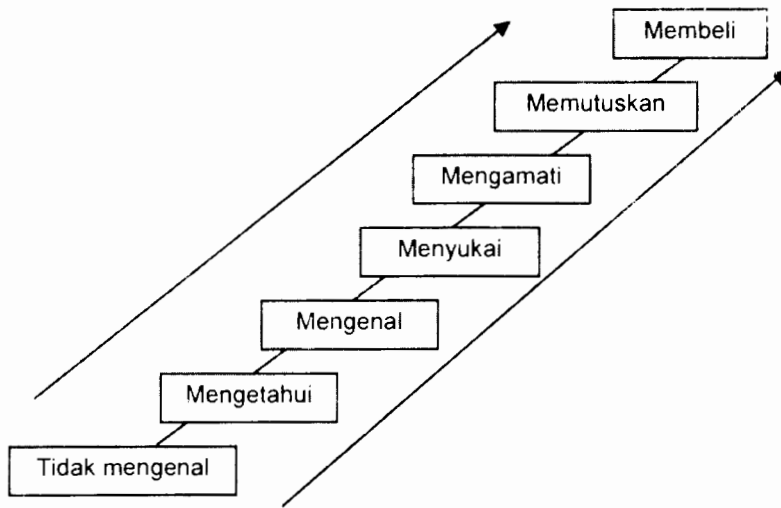 Membeli
Memutuskan
Mengamati
Menyukai
Mengenal
Mengetahui
Tidak mengenal